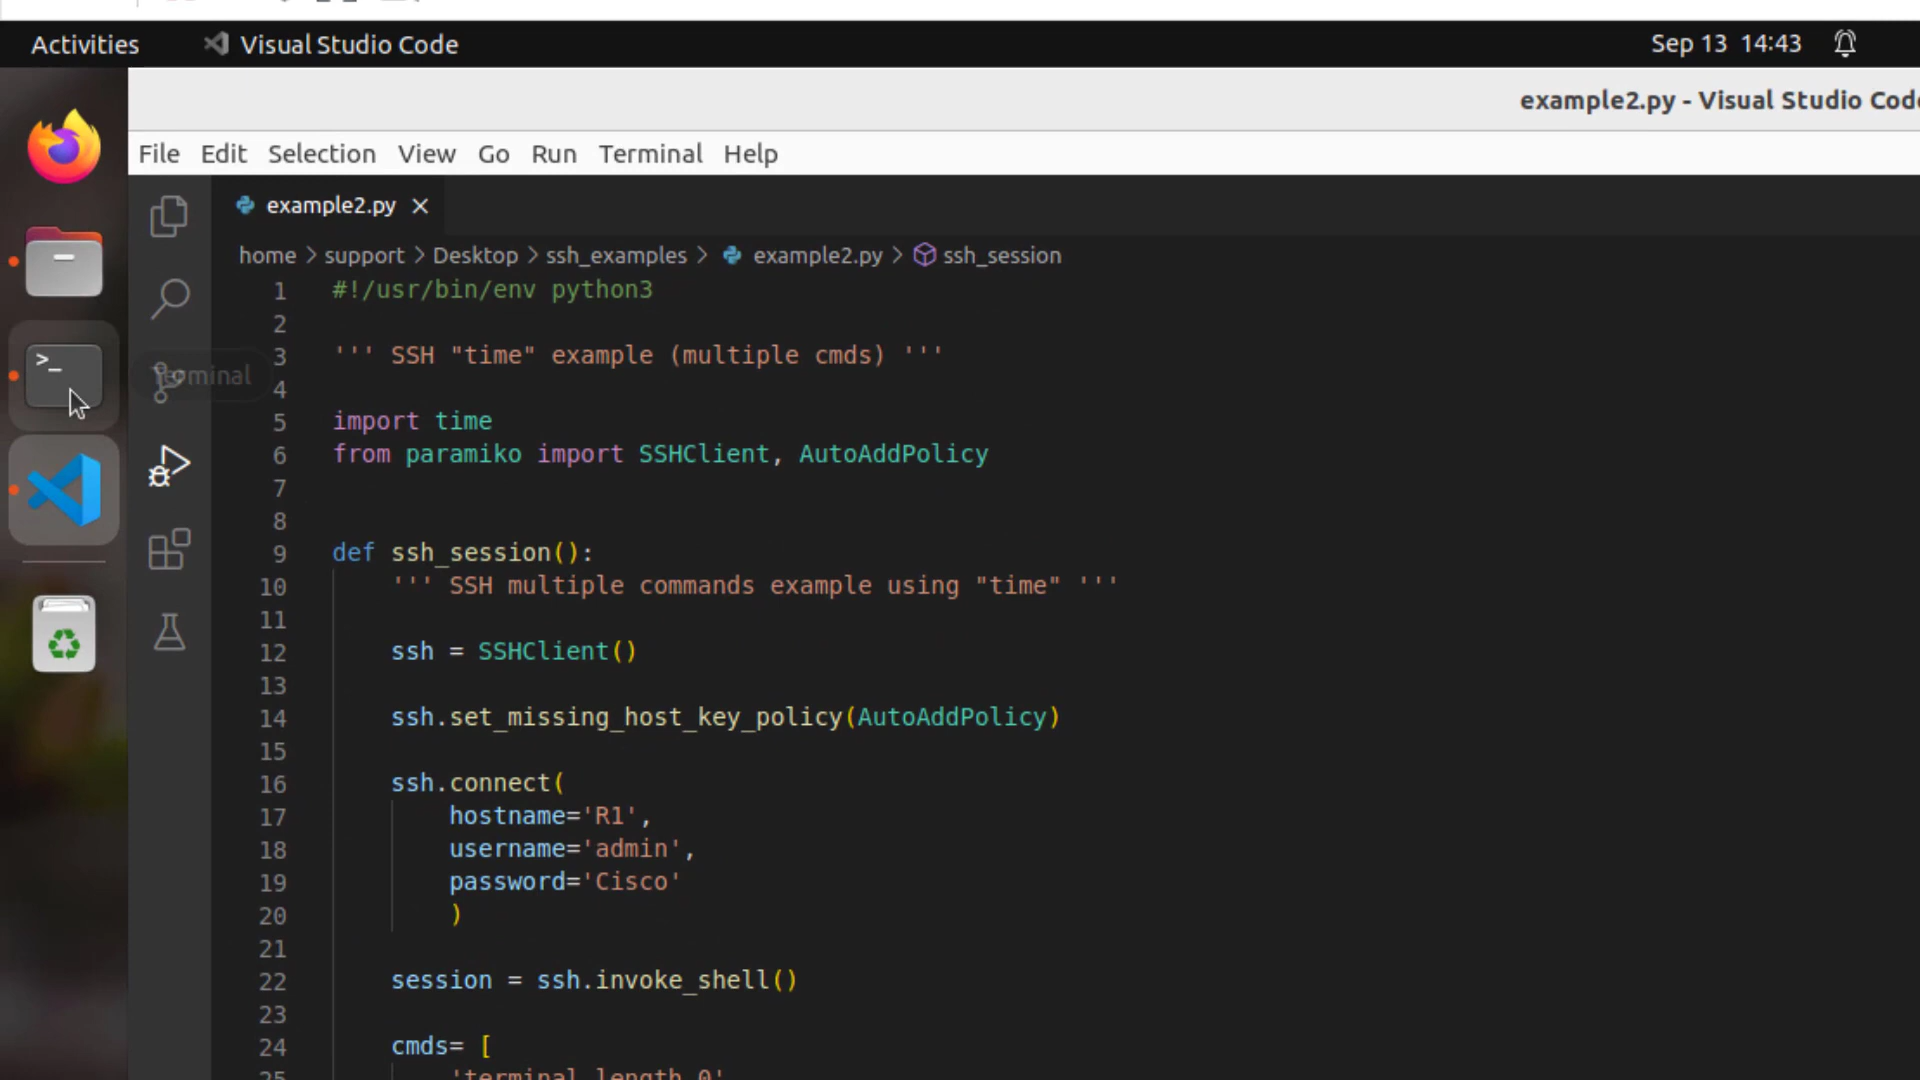 Activities
Visual Studio Code
Sep 13 14:43
example2.py - Visual Studio Code
File Edit Selection View Go Run Terminal Help
example2.py
home > support > Desktop > ssh_examples > example2.py > ssh_session
Terminal
1 #!/usr/bin/env python3
2
3 ''' SSH "time" example (multiple cmds) '''
4
5 import time
6 from paramiko import SSHClient, AutoAddPolicy
7
8
9 def ssh_session():
10 ''' SSH multiple commands example using "time" '''
11
12 ssh = SSHClient()
13
14 ssh.set_missing_host_key_policy(AutoAddPolicy)
15
16 ssh.connect(
17 hostname='R1',
18 username='admin',
19 password='Cisco'
20 )
21
22 session = ssh.invoke_shell()
23
24 cmds= [
25 'terminal length 0'